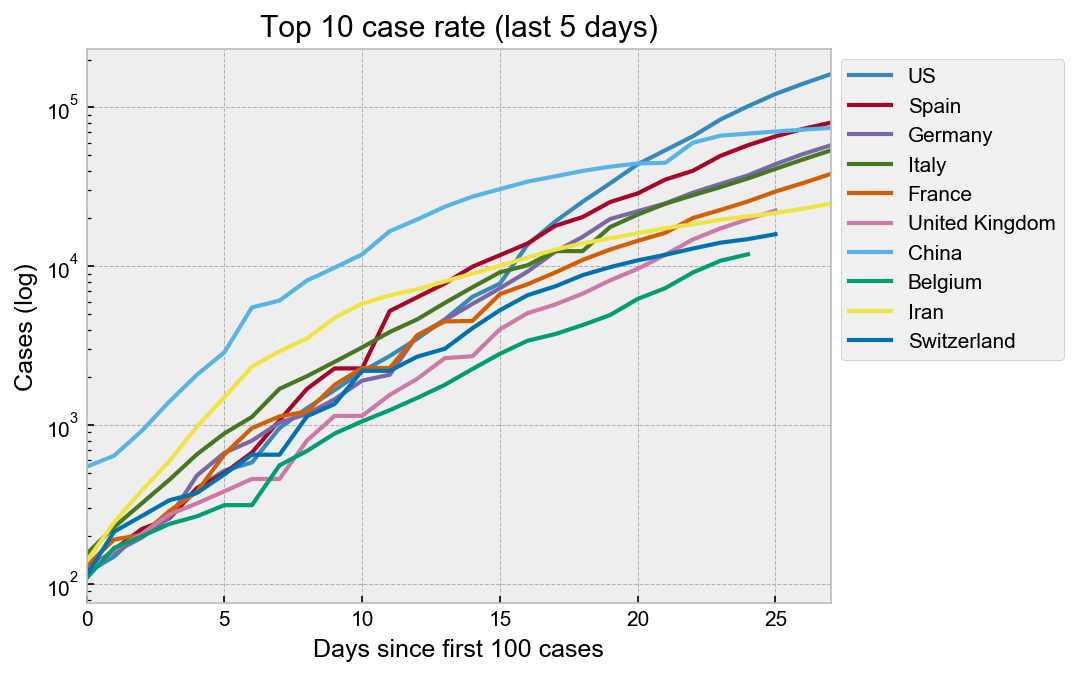 Top 10 case rate (last 5 days)
Cases (log)
10^5
10^4
10^3
10^2
0 5 10 15 20 25
Days since first 100 cases
US
Spain
Germany
Italy
France
United Kingdom
China
Belgium
Iran
Switzerland